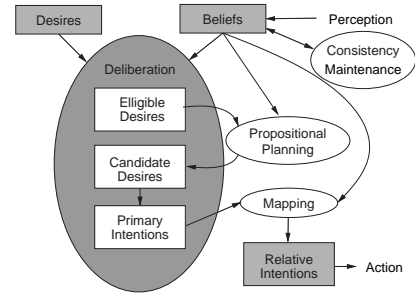 Desires
Beliefs
Perception
Consistency
Maintenance
Deliberation
Elligible
Desires
Propositional
Planning
Candidate
Desires
Mapping
Primary
Intentions
Relative
Intentions
Action